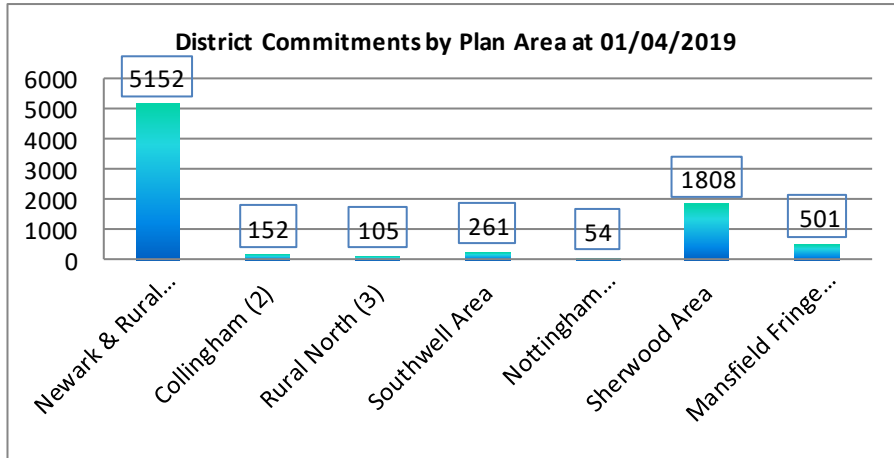 District Commitments by Plan Area at 01/04/2019
6000
5000
4000
3000
2000
1000
0
5152
152
105
261
54
1808
501
Newark & Rural...
Collingham (2)
Rural North (3)
Southwell Area
Nottingham...
Sherwood Area
Mansfield Fringe...